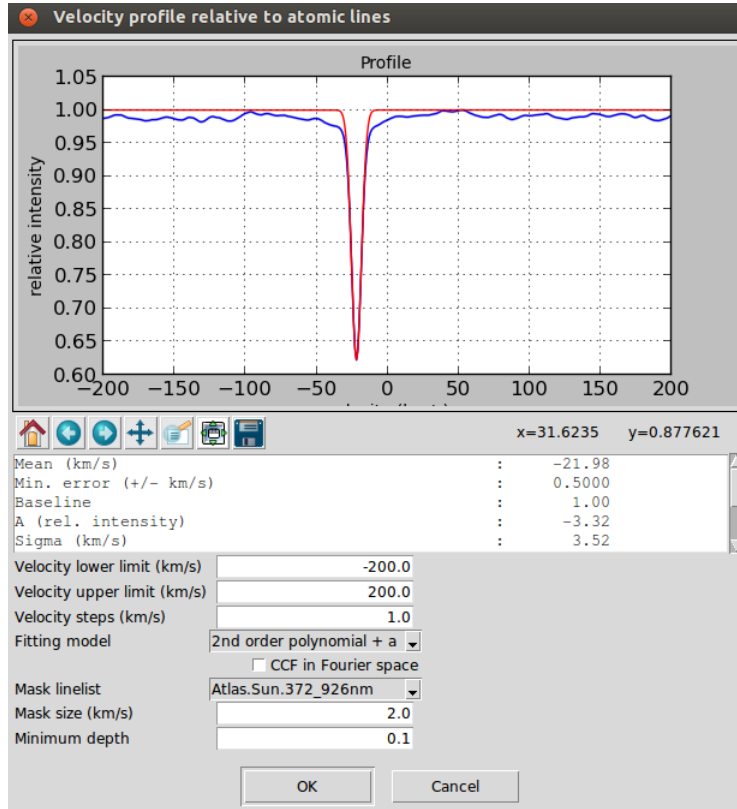 Velocity profile relative to atomic lines
Profile
1.05
1.00
0.95
0.90
0.85
0.80
0.75
0.70
0.65
0.60
relative intensity
−200 −150 −100 −50 0 50 100 150 200
x=31.6235 y=0.877621
Mean (km/s) : -21.98
Min. error (+/- km/s) : 0.5000
Baseline : 1.00
A (rel. intensity) : -3.32
Sigma (km/s) : 3.52
Velocity lower limit (km/s) -200.0
Velocity upper limit (km/s) 200.0
Velocity steps (km/s) 1.0
Fitting model 2nd order polynomial + a
CCF in Fourier space
Mask linelist Atlas.Sun.372_926nm
Mask size (km/s) 2.0
Minimum depth 0.1
OK Cancel